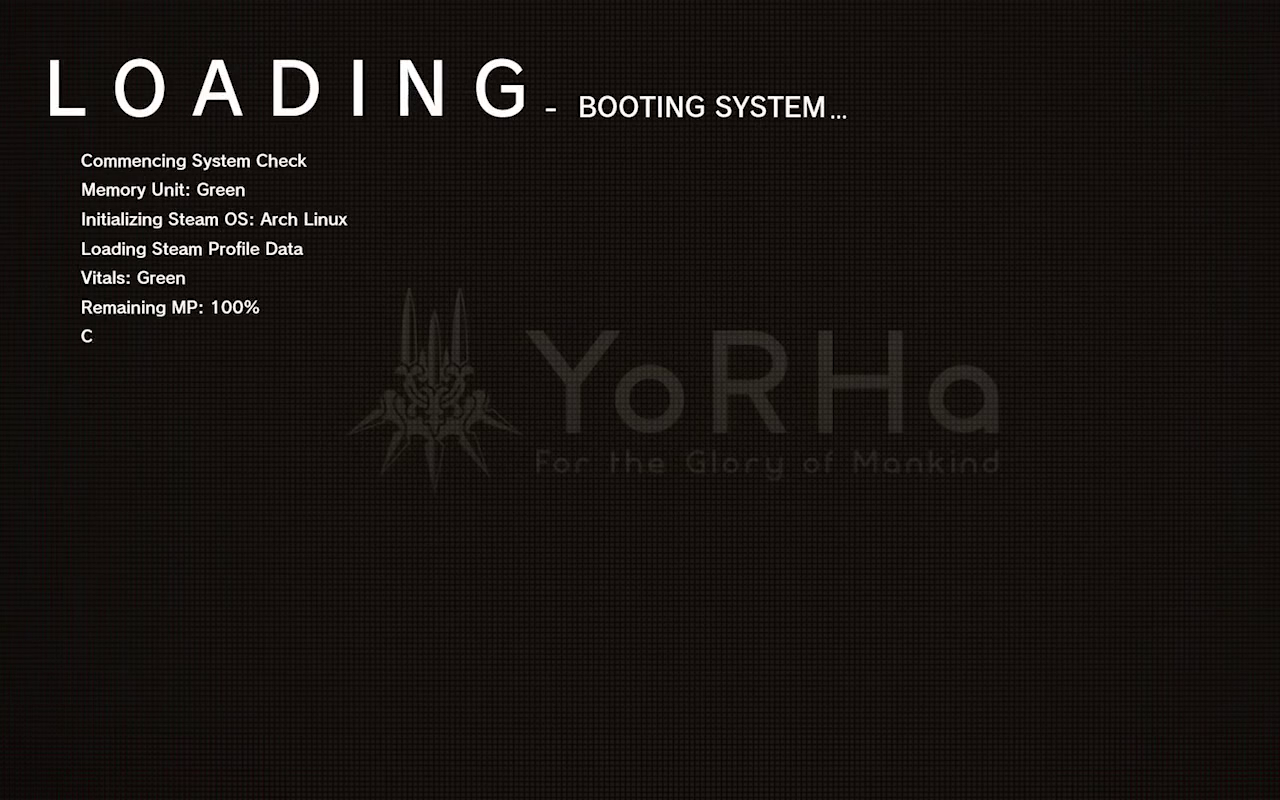 LOADING - BOOTING SYSTEM...
Commencing System Check
Memory Unit: Green
Initializing Steam OS: Arch Linux
Loading Steam Profile Data
Vitals: Green
Remaining MP: 100%
C
YoRHa
For the Glory of Mankind